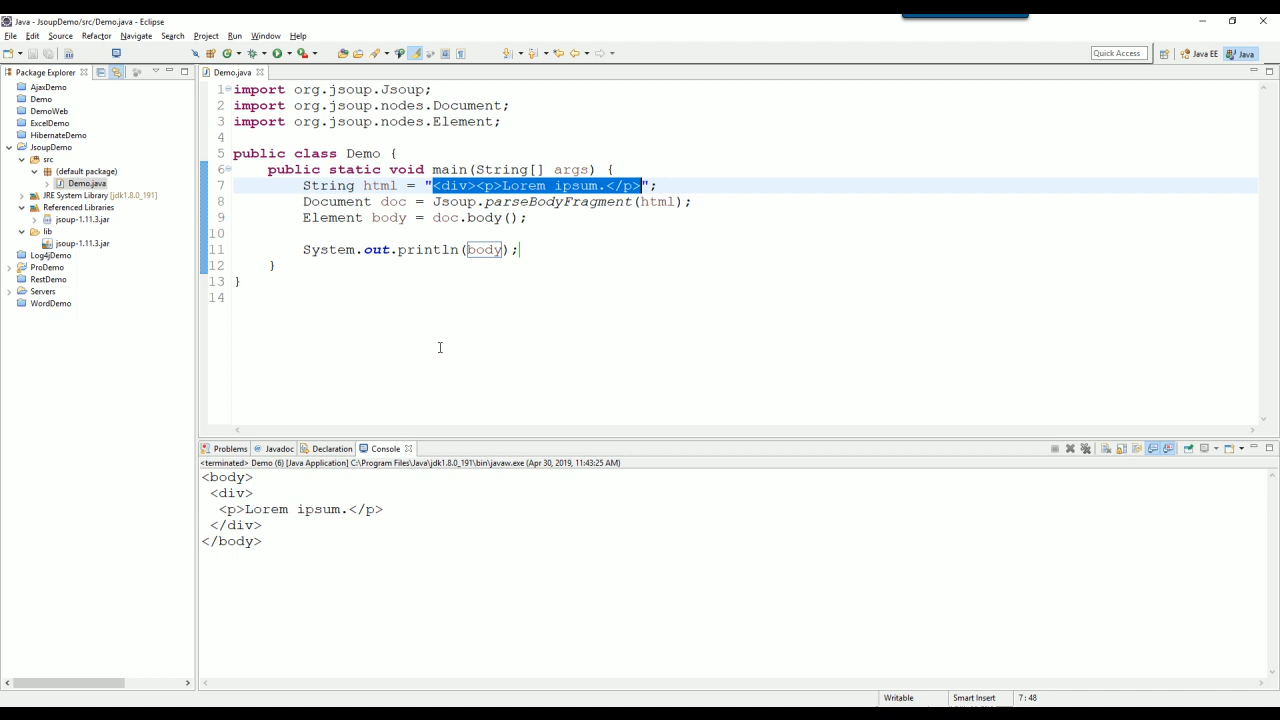 Java - JsoupDemo/src/Demo.java - Eclipse
File Edit Source Refactor Navigate Search Project Run Window Help
Quick Access Java EE Java
Package Explorer
AjaxDemo
Demo
DemoWeb
ExcelDemo
HibernateDemo
JsoupDemo
src
(default package)
Demo.java
JRE System Library [jdk1.8.0_191]
Referenced Libraries
jsoup-1.11.3.jar
lib
jsoup-1.11.3.jar
Log4jDemo
ProDemo
RestDemo
Servers
WordDemo
Demo.java
1 import org.jsoup.Jsoup;
2 import org.jsoup.nodes.Document;
3 import org.jsoup.nodes.Element;
4
5 public class Demo {
6 public static void main(String[] args) {
7 String html = "<div><p>Lorem ipsum.</p>";
8 Document doc = Jsoup.parseBodyFragment(html);
9 Element body = doc.body();
10
11 System.out.println(body);
12 }
13 }
14
Problems Javadoc Declaration Console
<terminated> Demo (6) [Java Application] C:\Program Files\Java\jdk1.8.0_191\bin\javaw.exe (Apr 30, 2019, 11:43:25 AM)
<body>
<div>
<p>Lorem ipsum.</p>
</div>
</body>
Writable Smart Insert 7 : 48